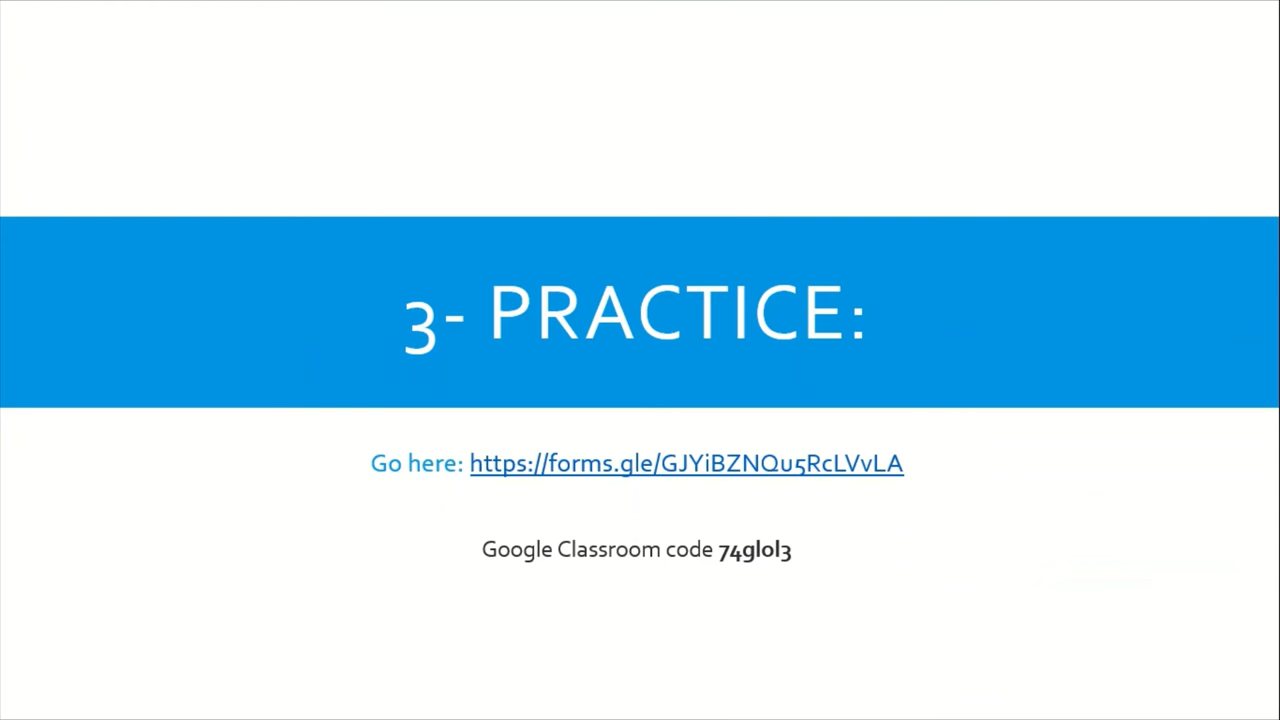 3- PRACTICE:
Go here: https://forms.gle/GJYiBZNQu5RcLVvLA
Google Classroom code 74glol3